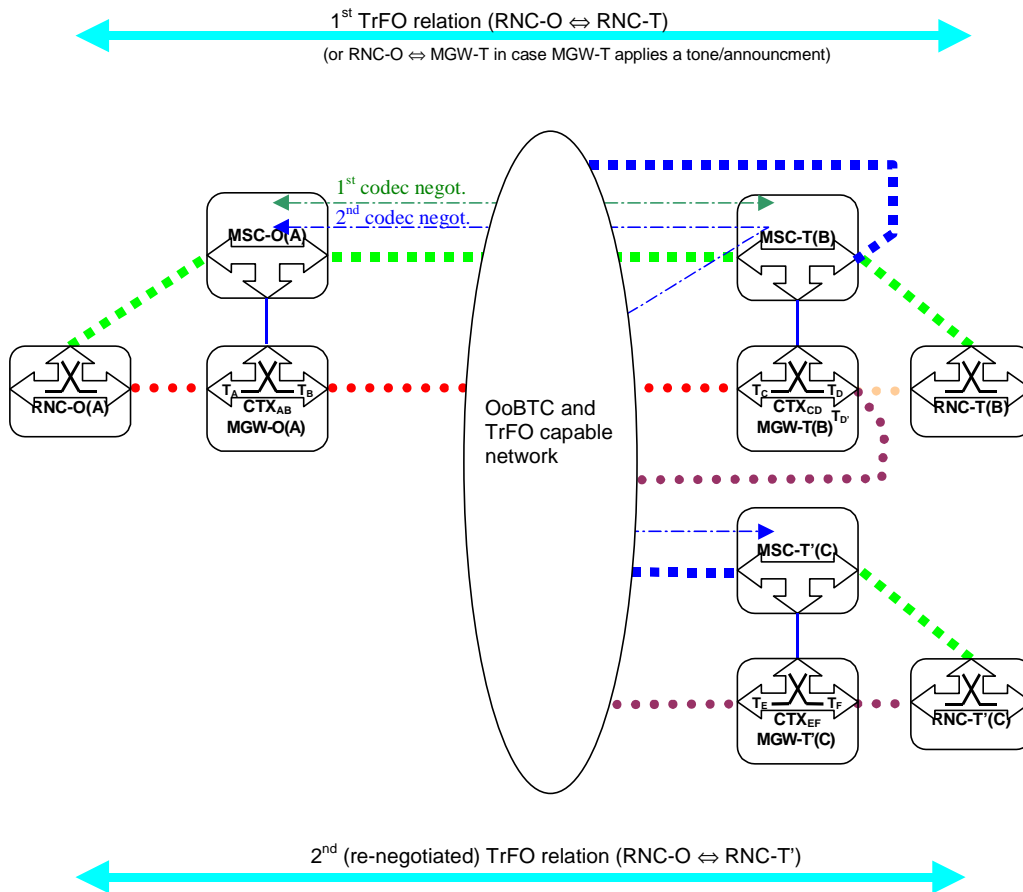 1st TrFO relation (RNC-O ⇔ RNC-T)
(or RNC-O ⇔ MGW-T in case MGW-T applies a tone/announcment)
1st codec negot.
2nd codec negot.
MSC-O(A)
MSC-T(B)
RNC-O(A)
TA TB
CTXAB
MGW-O(A)
OoBTC and
TrFO capable
network
TC TD
CTXCD
TD'
MGW-T(B)
RNC-T(B)
MSC-T'(C)
TE TF
CTXEF
MGW-T'(C)
RNC-T'(C)
2nd (re-negotiated) TrFO relation (RNC-O ⇔ RNC-T')